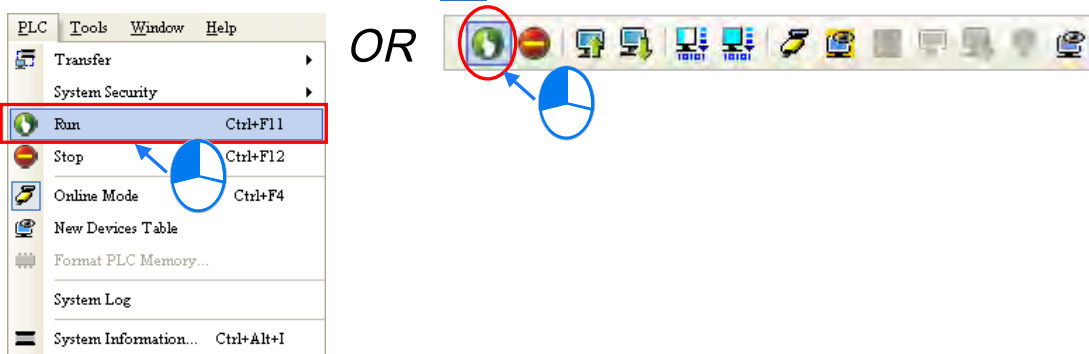 PLC Tools Window Help
Transfer
System Security
Run Ctrl+F11
Stop Ctrl+F12
Online Mode Ctrl+F4
New Devices Table
Format PLC Memory...
System Log
System Information... Ctrl+Alt+I
OR